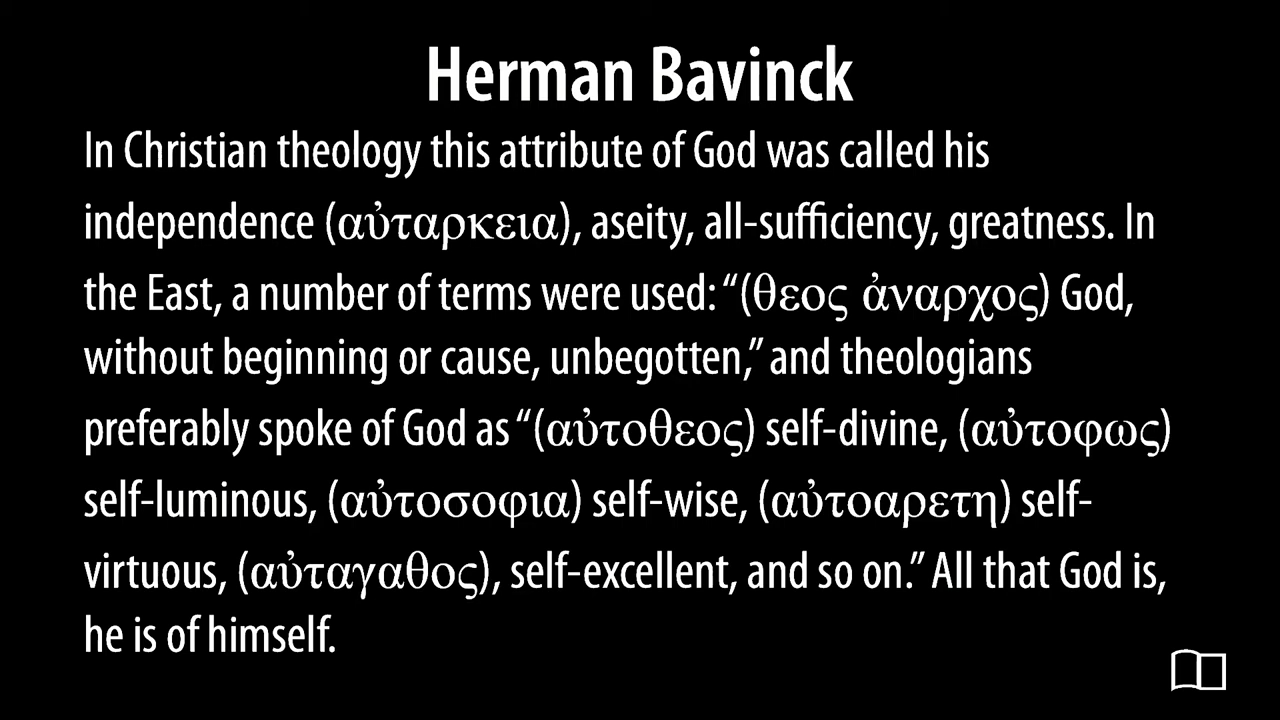 Herman Bavinck
In Christian theology this attribute of God was called his
independence (αὐταρκεια), aseity, all-sufficiency, greatness. In
the East, a number of terms were used: “(θεος ἀναρχος) God,
without beginning or cause, unbegotten,” and theologians
preferably spoke of God as “(αὐτοθεος) self-divine, (αὐτοφως)
self-luminous, (αὐτοσοφια) self-wise, (αὐτοαρετη) self-
virtuous, (αὐταγαθος), self-excellent, and so on.” All that God is,
he is of himself.